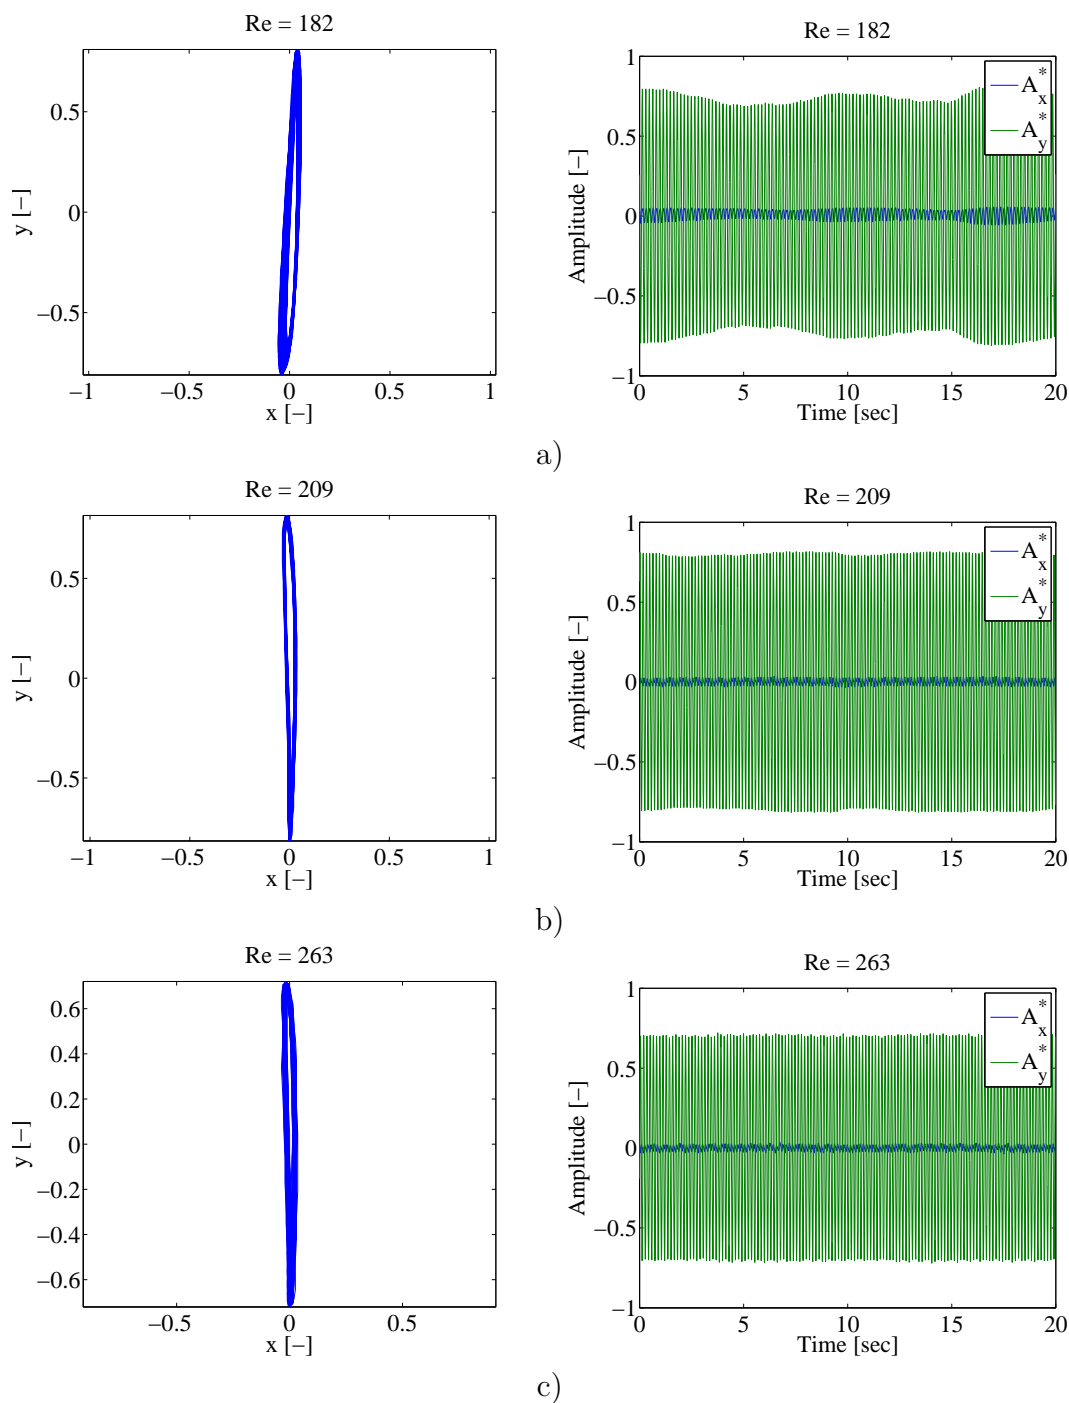 Re = 182
y [−]
0.5
0
−0.5
−1
−0.5
0
0.5
1
x [−]
Re = 182
Amplitude [−]
1
0.5
0
−0.5
−1
0
5
10
15
20
Time [sec]
A*x
A*y
a)
Re = 209
y [−]
0.5
0
−0.5
−1
−0.5
0
0.5
1
x [−]
Re = 209
Amplitude [−]
1
0.5
0
−0.5
−1
0
5
10
15
20
Time [sec]
A*x
A*y
b)
Re = 263
y [−]
0.6
0.4
0.2
0
−0.2
−0.4
−0.6
−0.5
0
0.5
x [−]
Re = 263
Amplitude [−]
1
0.5
0
−0.5
−1
0
5
10
15
20
Time [sec]
A*x
A*y
c)